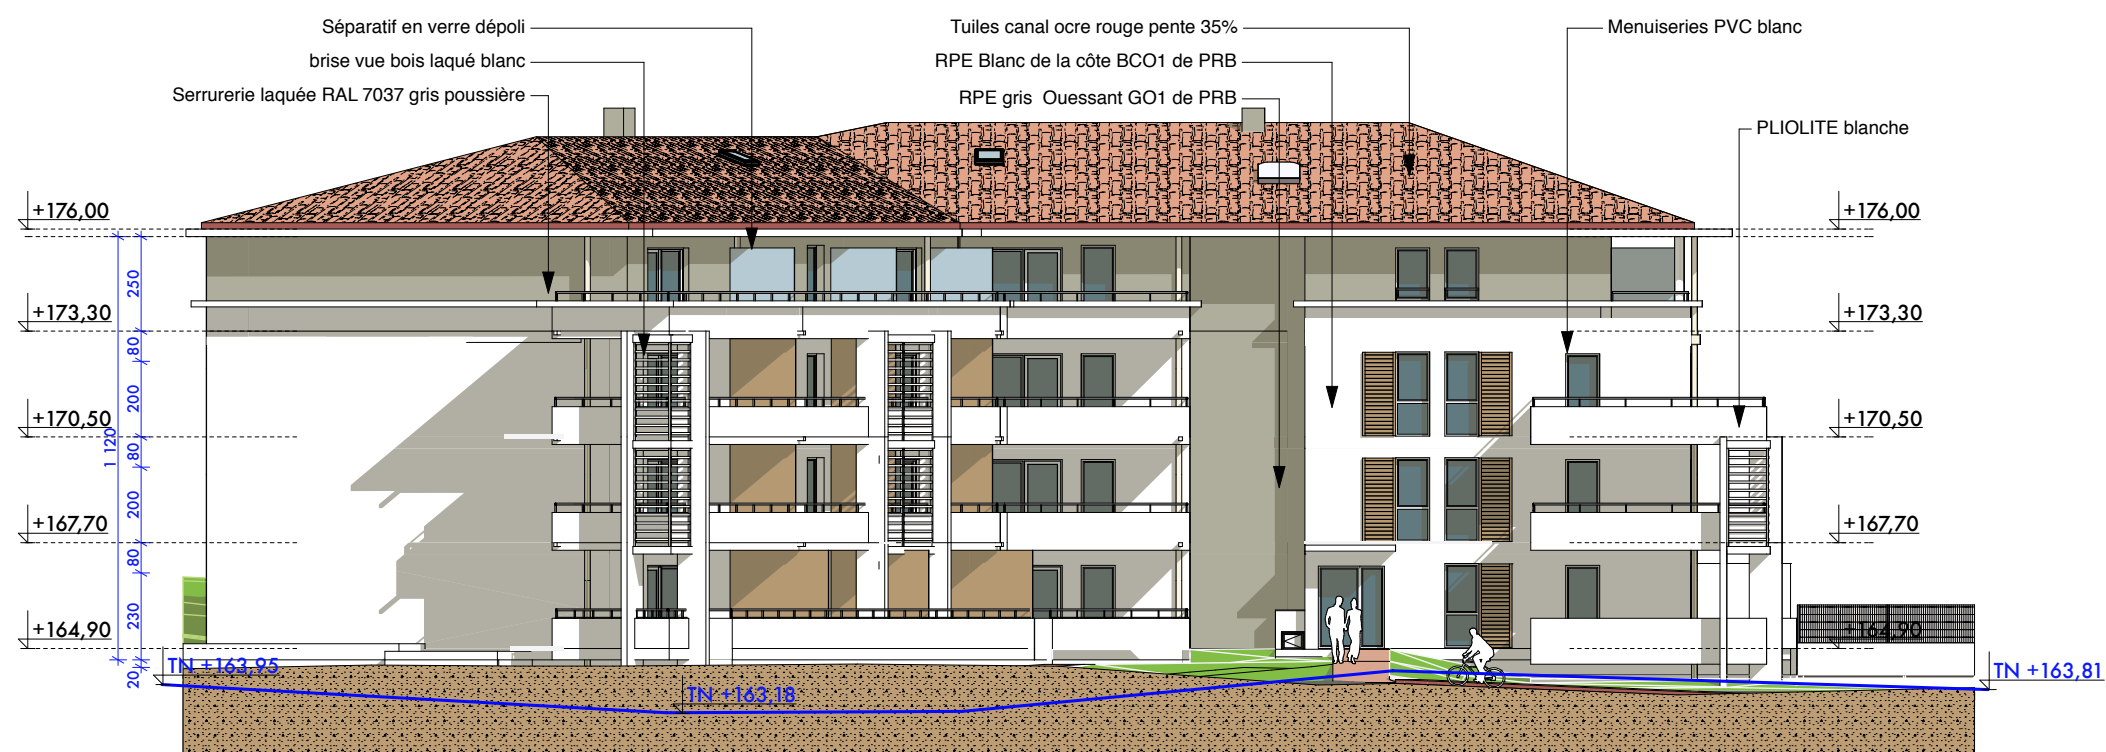 Séparatif en verre dépoli
brise vue bois laqué blanc
Serrurerie laquée RAL 7037 gris poussière
Tuiles canal ocre rouge pente 35%
RPE Blanc de la côte BCO1 de PRB
RPE gris Ouessant GO1 de PRB
Menuiseries PVC blanc
PLIOLITE blanche
+176,00
+173,30
+170,50
+167,70
+164,90
250
80
200
80
200
80
230
20
1 120
TN +163,95
TN +163,18
+176,00
+173,30
+170,50
+167,70
+164,90
TN +163,81